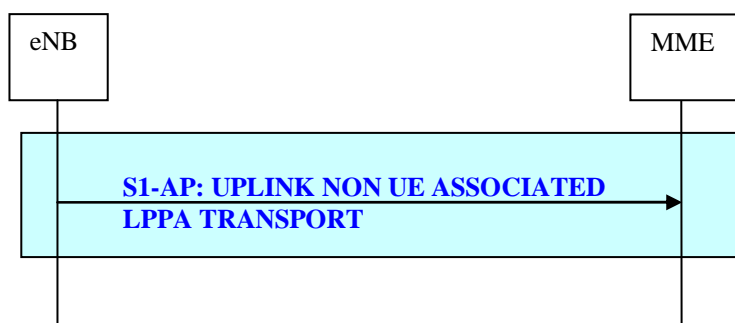 eNB
MME
S1-AP: UPLINK NON UE ASSOCIATED
LPPA TRANSPORT